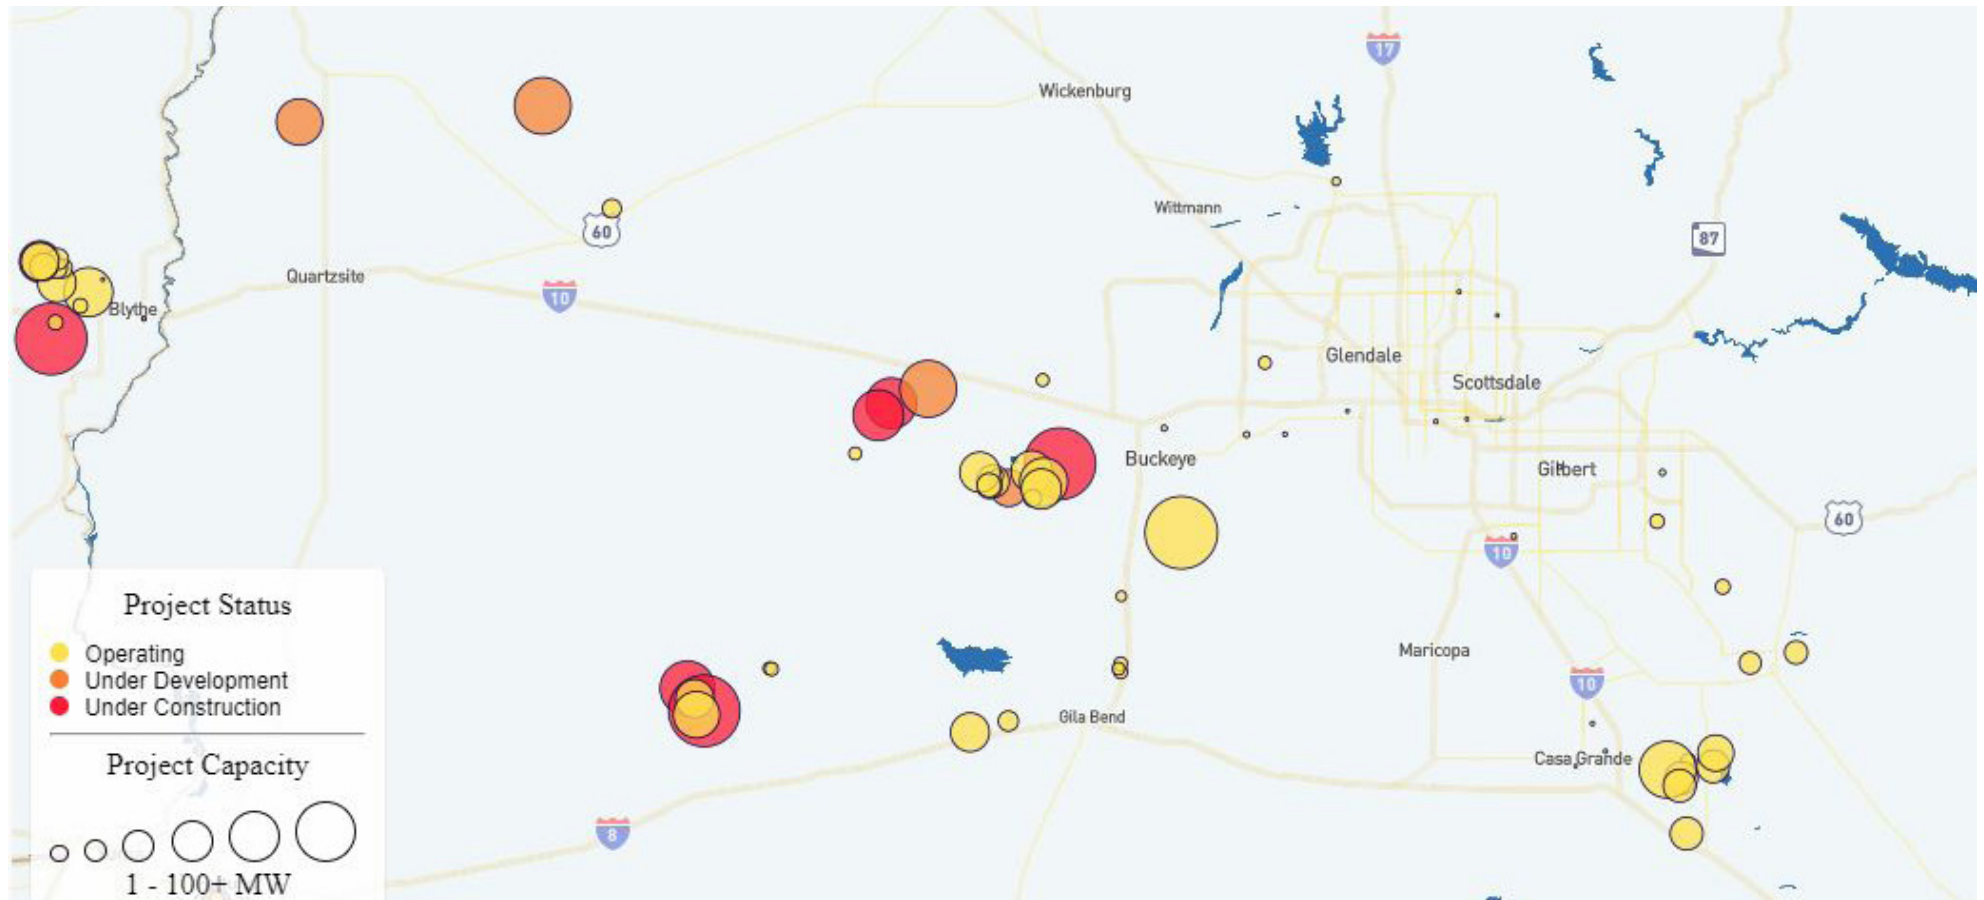 17
Wickenburg
Wittmann
60
87
Quartzsite
10
Blythe
Glendale
Scottsdale
Buckeye
Gilbert
60
10
Project Status
Operating
Under Development
Under Construction
Maricopa
10
Gila Bend
Casa Grande
Project Capacity
8
1 - 100+ MW